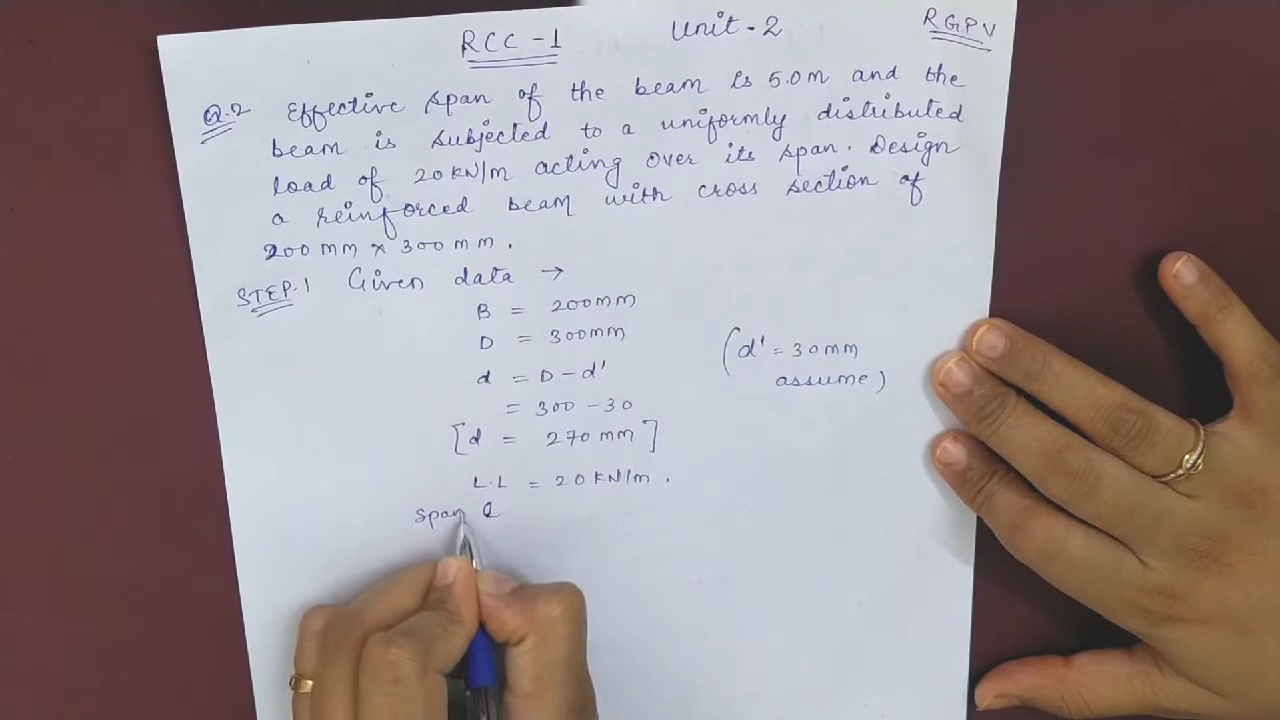 RCC-1 Unit-2 RGPV
Q.2 Effective span of the beam is 5.0m and the
beam is subjected to a uniformly distributed
load of 20 KN/m acting over its span. Design
a reinforced beam with cross section of
200 mm x 300 mm.
STEP.1 Given data →
B = 200mm
D = 300mm
d = D-d' (d' = 30mm
= 300-30 assume)
[d = 270 mm]
L.L = 20 KN/m.
span l